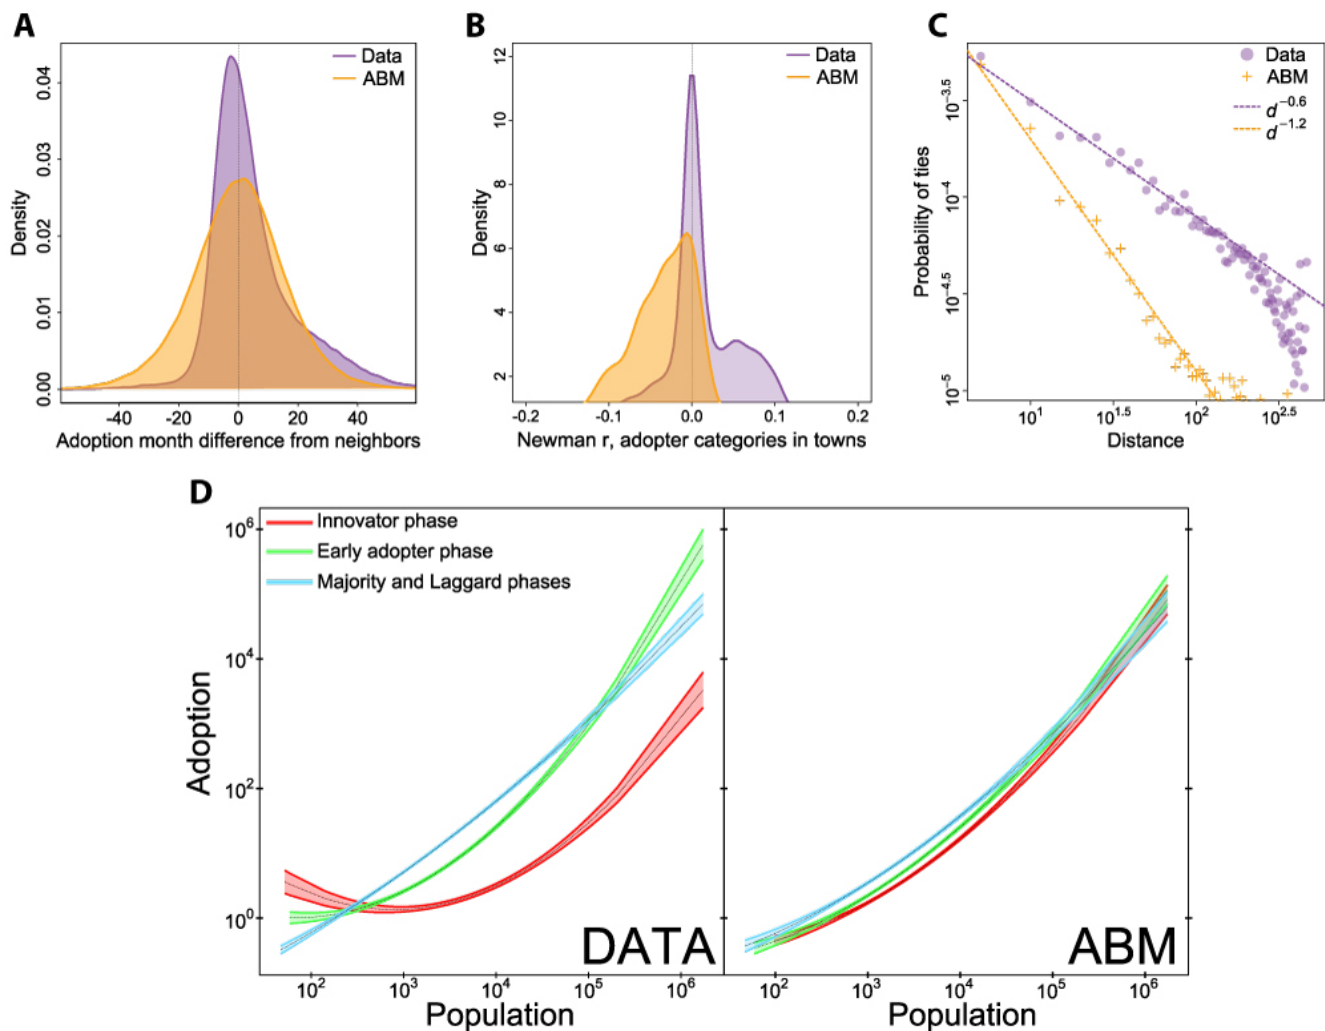 A
Data
ABM
0.04
0.03
0.02
0.01
0.00
Density
-40 -20 0 20 40
Adoption month difference from neighbors
B
Data
ABM
12
10
8
6
4
2
Density
-0.2 -0.1 0.0 0.1 0.2
Newman r, adopter categories in towns
C
Data
ABM
d^-0.6
d^-1.2
10^-3.5
10^-4
10^-4.5
10^-5
Probability of ties
10^1 10^1.5 10^2 10^2.5
Distance
D
Innovator phase
Early adopter phase
Majority and Laggard phases
10^6
10^4
10^2
10^0
Adoption
DATA
10^2 10^3 10^4 10^5 10^6
Population
ABM
10^2 10^3 10^4 10^5 10^6
Population